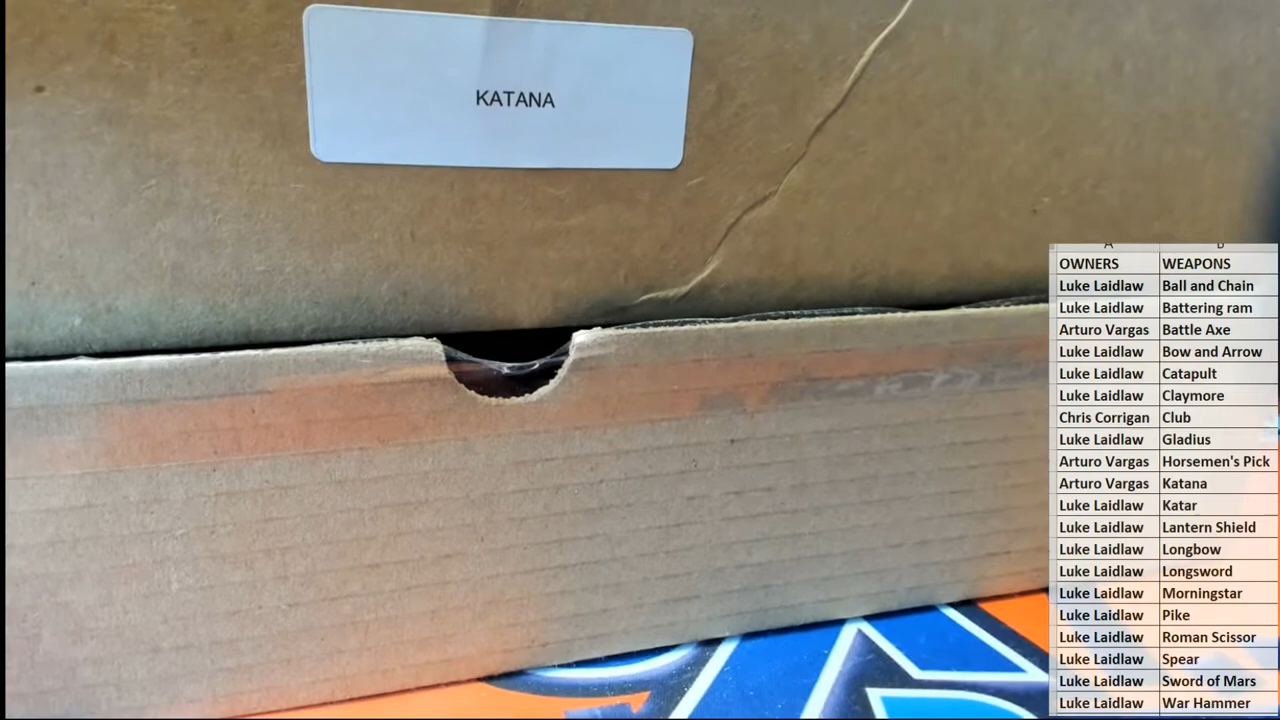 KATANA
A B
OWNERS WEAPONS
Luke Laidlaw Ball and Chain
Luke Laidlaw Battering ram
Arturo Vargas Battle Axe
Luke Laidlaw Bow and Arrow
Luke Laidlaw Catapult
Luke Laidlaw Claymore
Chris Corrigan Club
Luke Laidlaw Gladius
Arturo Vargas Horsemen's Pick
Arturo Vargas Katana
Luke Laidlaw Katar
Luke Laidlaw Lantern Shield
Luke Laidlaw Longbow
Luke Laidlaw Longsword
Luke Laidlaw Morningstar
Luke Laidlaw Pike
Luke Laidlaw Roman Scissor
Luke Laidlaw Spear
Luke Laidlaw Sword of Mars
Luke Laidlaw War Hammer